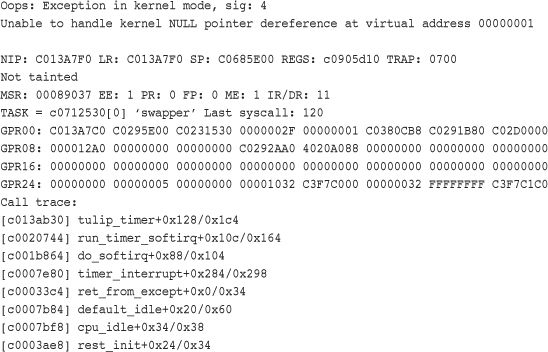 Oops: Exception in kernel mode, sig: 4
Unable to handle kernel NULL pointer dereference at virtual address 00000001
NIP: C013A7F0 LR: C013A7F0 SP: C0685E00 REGS: c0905d10 TRAP: 0700
Not tainted
MSR: 00089037 EE: 1 PR: 0 FP: 0 ME: 1 IR/DR: 11
TASK = c0712530[0] ‘swapper’ Last syscall: 120
GPR00: C013A7C0 C0295E00 C0231530 0000002F 00000001 C0380CB8 C0291B80 C02D0000
GPR08: 000012A0 00000000 00000000 C0292AA0 4020A088 00000000 00000000 00000000
GPR16: 00000000 00000000 00000000 00000000 00000000 00000000 00000000 00000000
GPR24: 00000000 00000005 00000000 00001032 C3F7C000 00000032 FFFFFFFF C3F7C1C0
Call trace:
[c013ab30] tulip_timer+0x128/0x1c4
[c0020744] run_timer_softirq+0x10c/0x164
[c001b864] do_softirq+0x88/0x104
[c0007e80] timer_interrupt+0x284/0x298
[c00033c4] ret_from_except+0x0/0x34
[c0007b84] default_idle+0x20/0x60
[c0007bf8] cpu_idle+0x34/0x38
[c0003ae8] rest_init+0x24/0x34